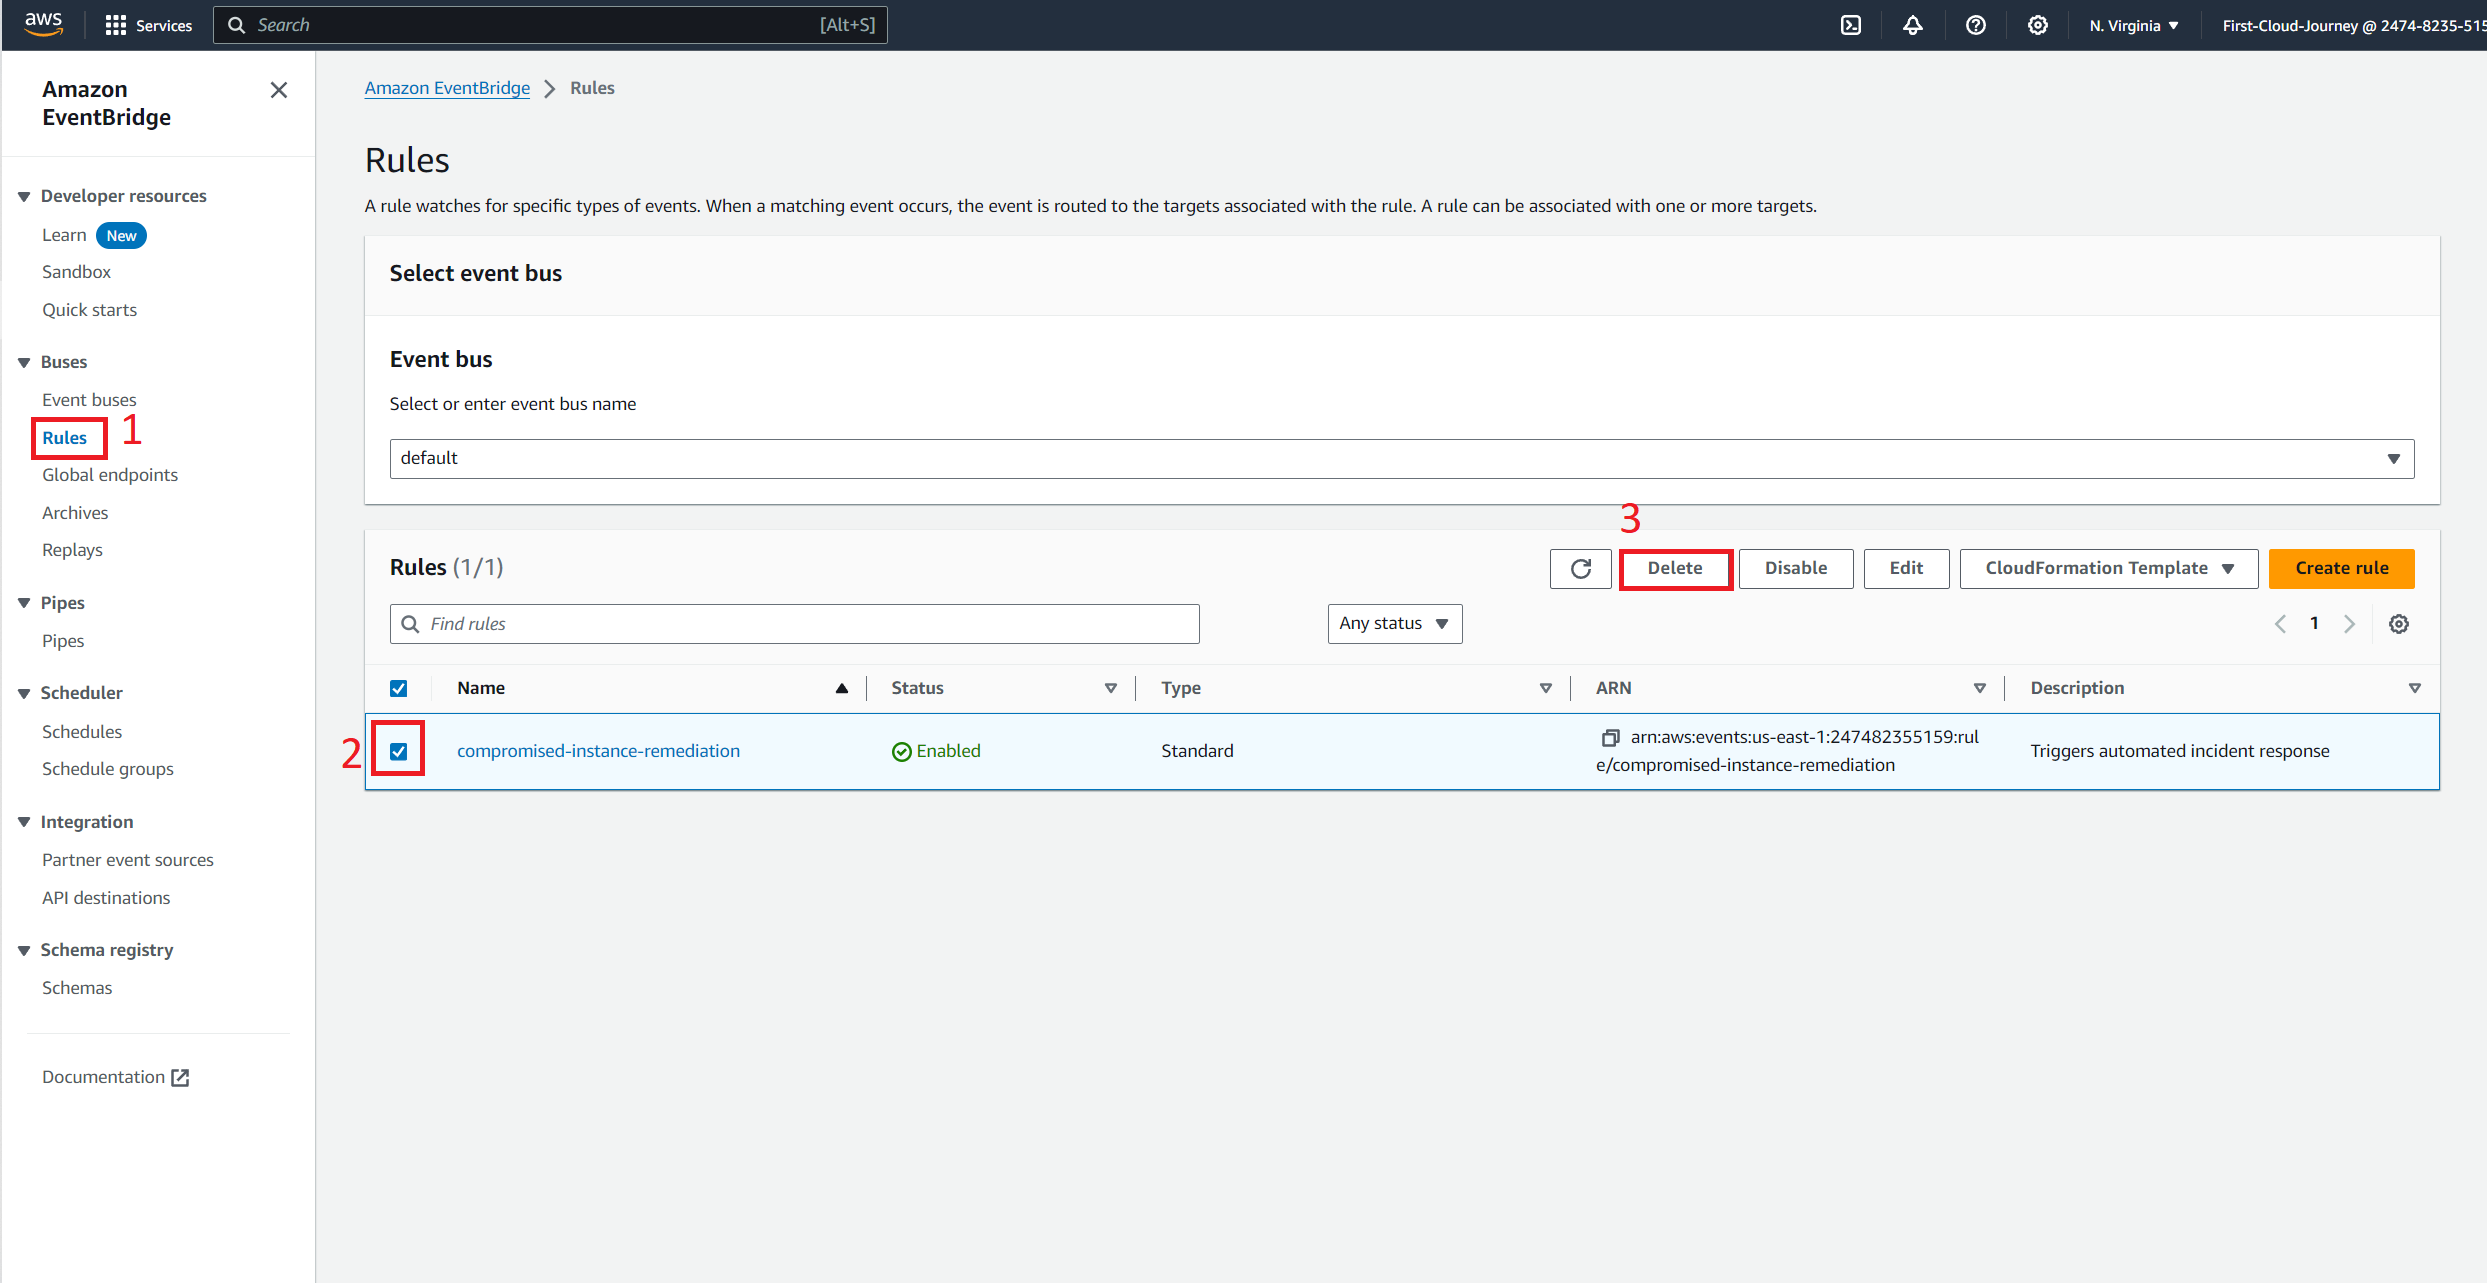 aws
Services
Search
[Alt+S]
N. Virginia
First-Cloud-Journey @ 2474-8235-515
Amazon
EventBridge
Developer resources
Learn New
Sandbox
Quick starts
Buses
Event buses
Rules
1
Global endpoints
Archives
Replays
Pipes
Pipes
Scheduler
Schedules
Schedule groups
Integration
Partner event sources
API destinations
Schema registry
Schemas
Documentation
Amazon EventBridge > Rules
Rules
A rule watches for specific types of events. When a matching event occurs, the event is routed to the targets associated with the rule. A rule can be associated with one or more targets.
Select event bus
Event bus
Select or enter event bus name
default
3
Rules (1/1)
Delete
Disable
Edit
CloudFormation Template
Create rule
Find rules
Any status
1
Name
Status
Type
ARN
Description
2
compromised-instance-remediation
Enabled
Standard
arn:aws:events:us-east-1:247482355159:rul
e/compromised-instance-remediation
Triggers automated incident response